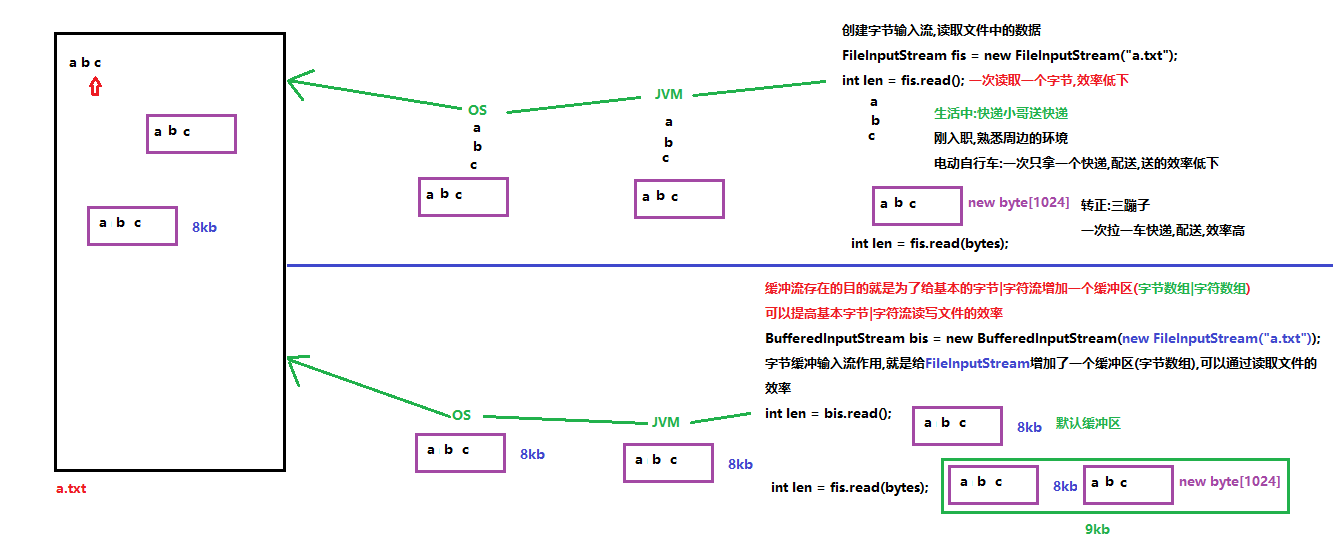 a b c
a b c
a b c
8kb
a.txt
OS
a
b
c
a b c
JVM
a
b
c
a b c
创建字节输入流,读取文件中的数据
FileInputStream fis = new FileInputStream("a.txt");
int len = fis.read(); 一次读取一个字节,效率低下
a
b
c
生活中:快递小哥送快递
刚入职,熟悉周边的环境
电动自行车:一次只拿一个快递,配送,送的效率低下
a b c
new byte[1024]
转正:三蹦子
一次拉一车快递,配送,效率高
int len = fis.read(bytes);
缓冲流存在的目的就是为了给基本的字节|字符流增加一个缓冲区(字节数组|字符数组)
可以提高基本字节|字符流读写文件的效率
BufferedInputStream bis = new BufferedInputStream(new FileInputStream("a.txt"));
字节缓冲输入流作用,就是给FileInputStream增加了一个缓冲区(字节数组),可以通过读取文件的
效率
OS
a b c
8kb
JVM
a b c
8kb
int len = bis.read();
a b c
8kb
默认缓冲区
int len = fis.read(bytes);
a b c
8kb
a b c
new byte[1024]
9kb